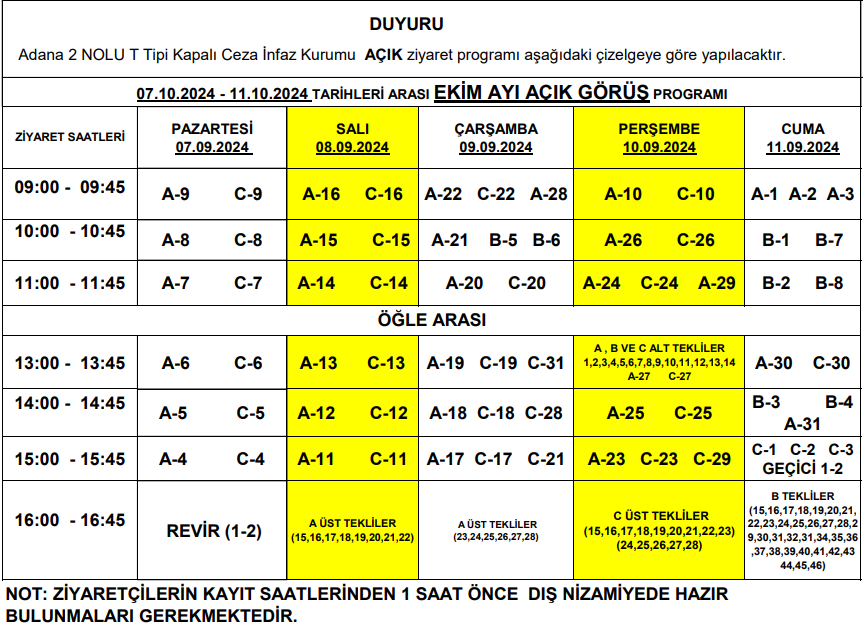 DUYURU
Adana 2 NOLU T Tipi Kapalı Ceza İnfaz Kurumu AÇIK ziyaret programı aşağıdaki çizelgeye göre yapılacaktır.
07.10.2024 - 11.10.2024 TARİHLERİ ARASI EKİM AYI AÇIK GÖRÜŞ PROGRAMI
ZİYARET SAATLERİ
PAZARTESİ
07.09.2024
SALI
08.09.2024
ÇARŞAMBA
09.09.2024
PERŞEMBE
10.09.2024
CUMA
11.09.2024
09:00 - 09:45
A-9 C-9
A-16 C-16
A-22 C-22 A-28
A-10 C-10
A-1 A-2 A-3
10:00 - 10:45
A-8 C-8
A-15 C-15
A-21 B-5 B-6
A-26 C-26
B-1 B-7
11:00 - 11:45
A-7 C-7
A-14 C-14
A-20 C-20
A-24 C-24 A-29
B-2 B-8
ÖĞLE ARASI
13:00 - 13:45
A-6 C-6
A-13 C-13
A-19 C-19 C-31
A , B VE C ALT TEKLİLER
1,2,3,4,5,6,7,8,9,10,11,12,13,14
A-27 C-27
A-30 C-30
14:00 - 14:45
A-5 C-5
A-12 C-12
A-18 C-18 C-28
A-25 C-25
B-3 B-4
A-31
15:00 - 15:45
A-4 C-4
A-11 C-11
A-17 C-17 C-21
A-23 C-23 C-29
C-1 C-2 C-3
GEÇİCİ 1-2
16:00 - 16:45
REVİR (1-2)
A ÜST TEKLİLER
(15,16,17,18,19,20,21,22)
A ÜST TEKLİLER
(23,24,25,26,27,28)
C ÜST TEKLİLER
(15,16,17,18,19,20,21,22,23)
(24,25,26,27,28)
B TEKLİLER
(15,16,17,18,19,20,21,
22,23,24,25,26,27,28,2
9,30,31,32,31,34,35,36
,37,38,39,40,41,42,43
44,45,46)
NOT: ZİYARETÇİLERİN KAYIT SAATLERİNDEN 1 SAAT ÖNCE DIŞ NİZAMİYEDE HAZIR
BULUNMALARI GEREKMEKTEDİR.